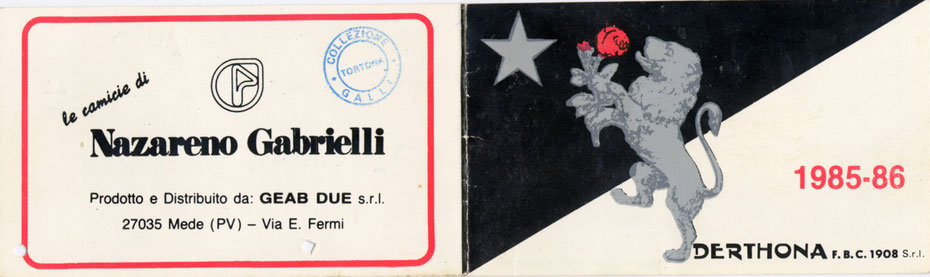 le camicie di
COLLEZIONE
TORTONA
GALLI
Nazareno Gabrielli
Prodotto e Distribuito da: GEAB DUE s.r.l.
27035 Mede (PV) – Via E. Fermi
1985-86
DERTHONA F.B.C. 1908 S.r.l.